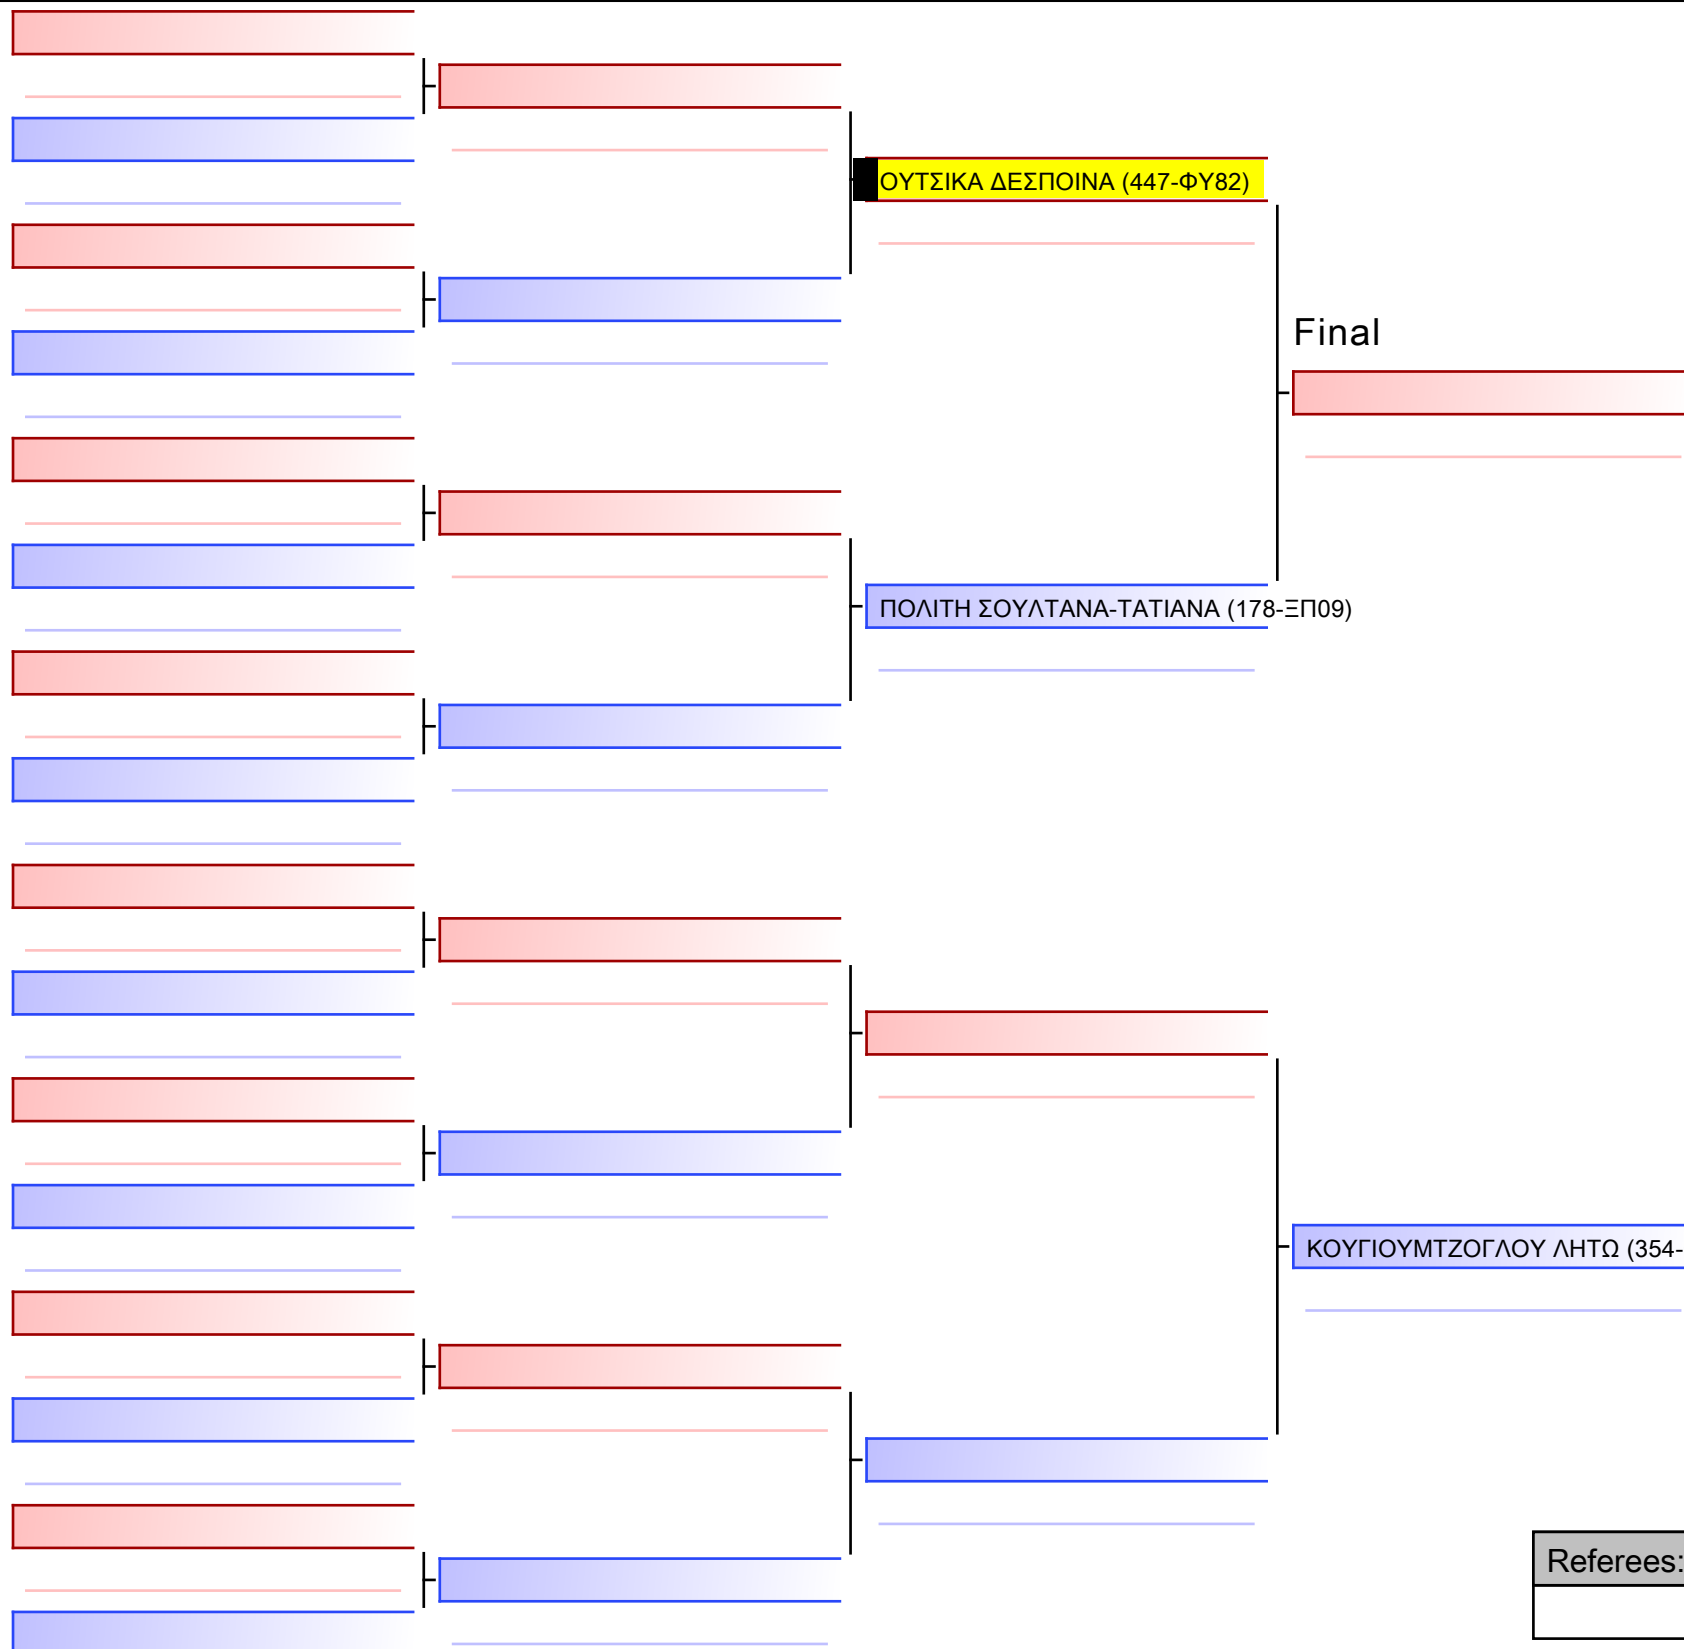 ΟΥΤΣΙΚΑ ΔΕΣΠΟΙΝΑ (447-ΦΥ82)
Final
ΠΟΛΙΤΗ ΣΟΥΛΤΑΝΑ-ΤΑΤΙΑΝΑ (178-ΞΠ09)
ΚΟΥΓΙΟΥΜΤΖΟΓΛΟΥ ΛΗΤΩ (354-
Referees: